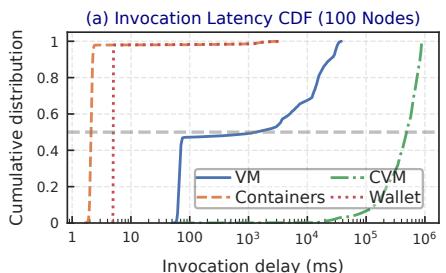 (a) Invocation Latency CDF (100 Nodes)
Cumulative distribution
1
0.8
0.6
0.4
0.2
0
VM
CVM
Containers
Wallet
1
10
100
10³
10⁴
10⁵
10⁶
Invocation delay (ms)